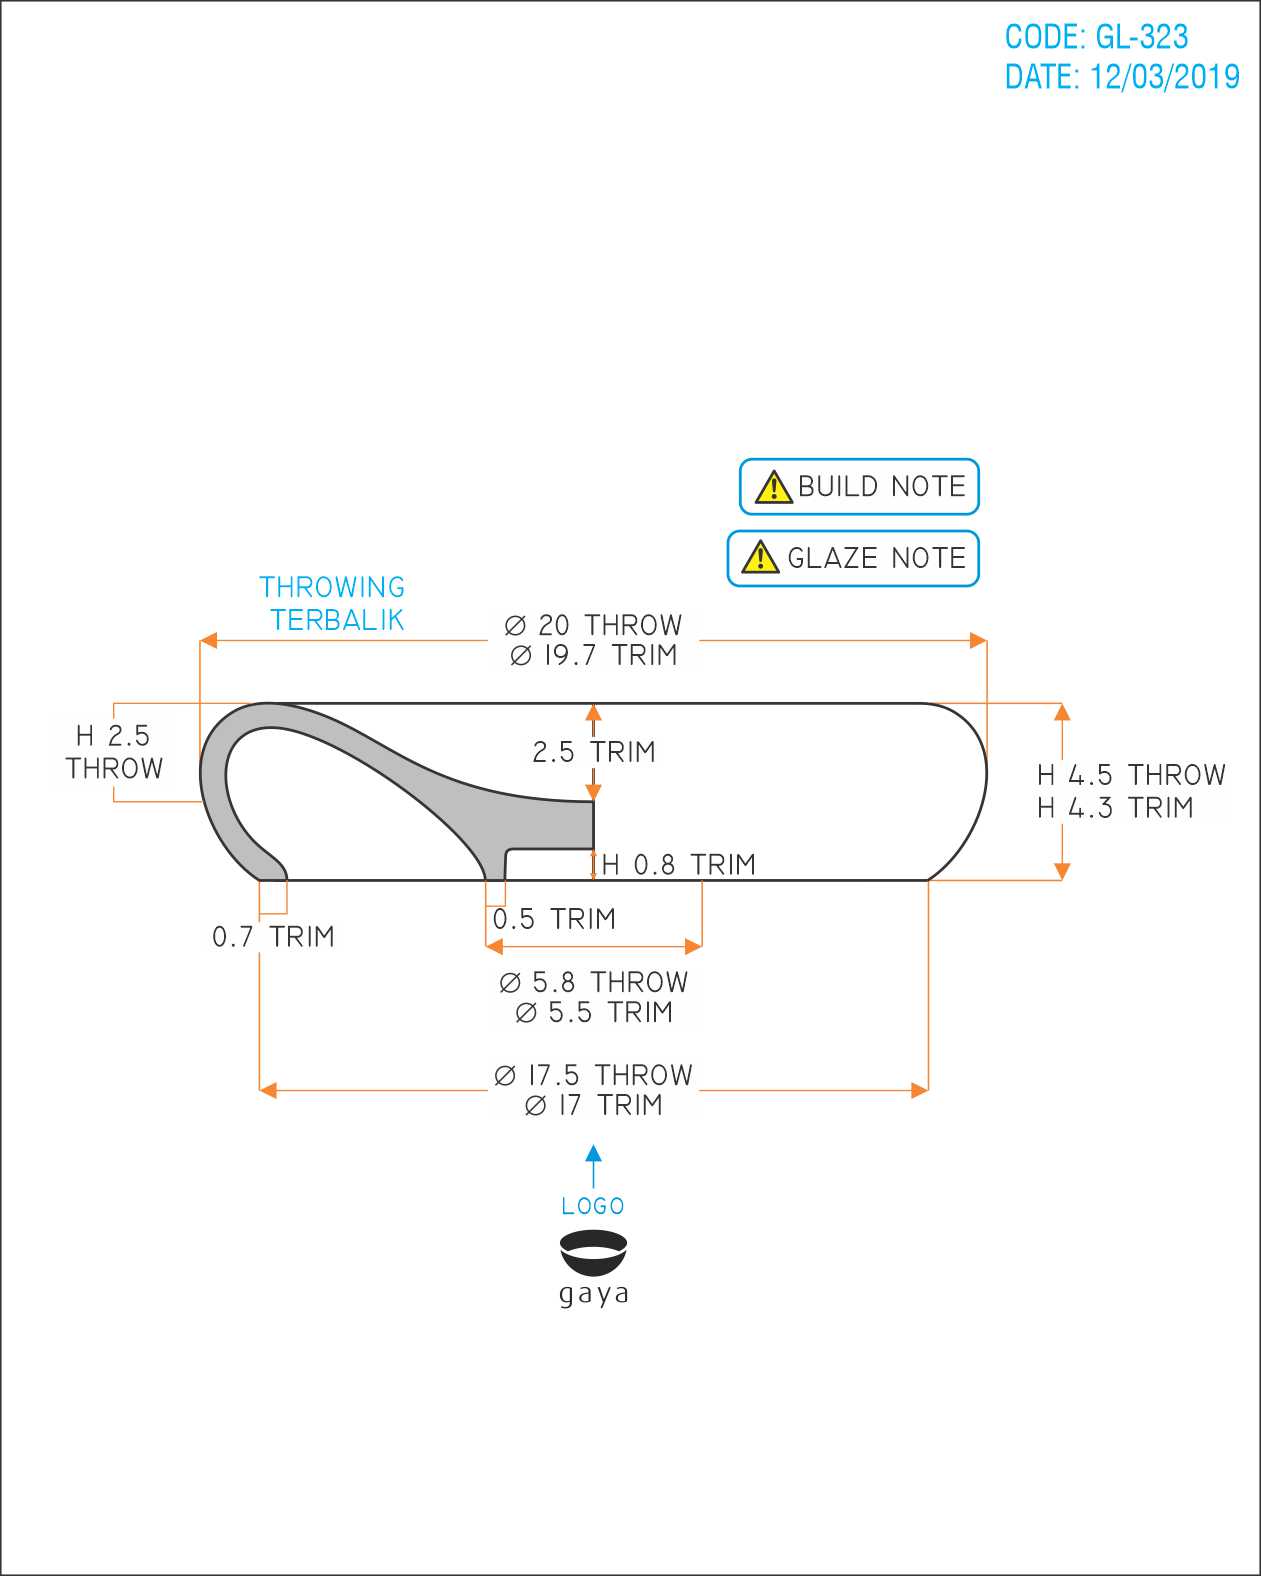 CODE: GL-323
DATE: 12/03/2019
BUILD NOTE
GLAZE NOTE
THROWING
TERBALIK
Ø 20 THROW
Ø 19.7 TRIM
H 2.5
THROW
2.5 TRIM
H 4.5 THROW
H 4.3 TRIM
H 0.8 TRIM
0.5 TRIM
0.7 TRIM
Ø 5.8 THROW
Ø 5.5 TRIM
Ø 17.5 THROW
Ø 17 TRIM
LOGO
gaya